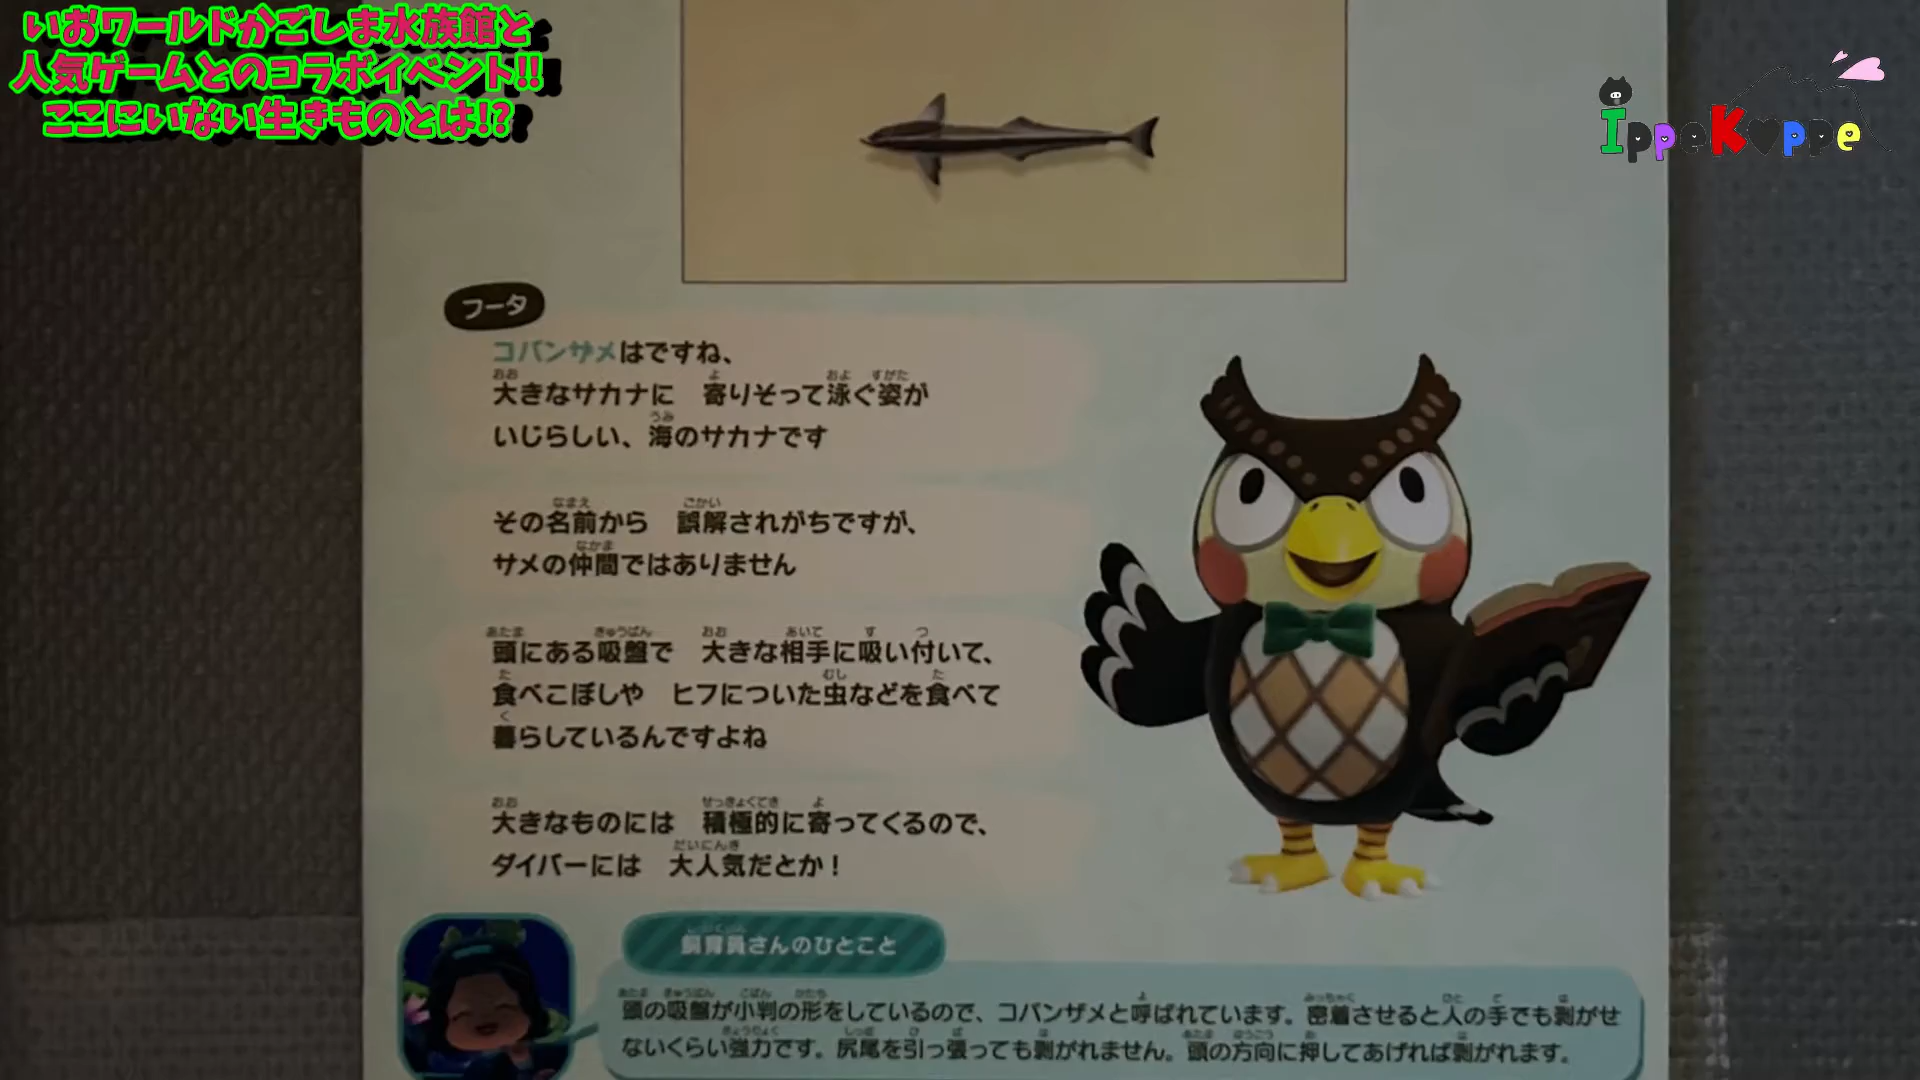 いおワールドかごしま水族館と
人気ゲームとのコラボイベント!!
ここにいない生きものとは!?
IppeKoppe
フータ
コバンザメはですね、
大きなサカナに 寄りそって泳ぐ姿が
いじらしい、海のサカナです
その名前から 誤解されがちですが、
サメの仲間ではありません
頭にある吸盤で 大きな相手に吸い付いて、
食べこぼしや ヒフについた虫などを食べて
暮らしているんですよね
大きなものには 積極的に寄ってくるので、
ダイバーには 大人気だとか!
飼育員さんのひとこと
頭の吸盤が小判の形をしているので、コバンザメと呼ばれています。密着させると人の手でも剥がせ
ないくらい強力です。尻尾を引っ張っても剥がれません。頭の方向に押してあげれば剥がれます。